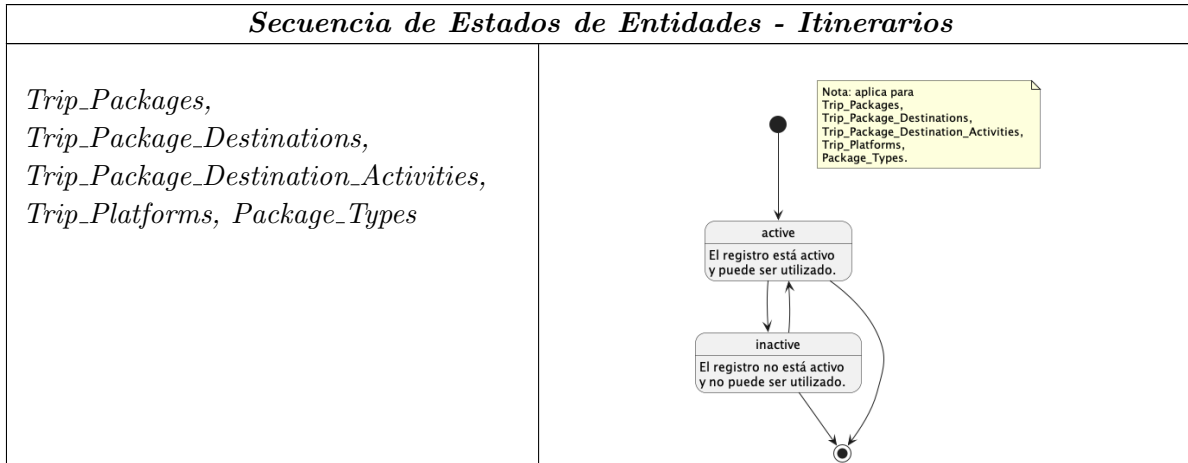 Secuencia de Estados de Entidades - Itinerarios
Trip_Packages,
Trip_Package_Destinations,
Trip_Package_Destination_Activities,
Trip_Platforms, Package_Types
Nota: aplica para
Trip_Packages,
Trip_Package_Destinations,
Trip_Package_Destination_Activities,
Trip_Platforms,
Package_Types.
active
El registro está activo
y puede ser utilizado.
inactive
El registro no está activo
y no puede ser utilizado.